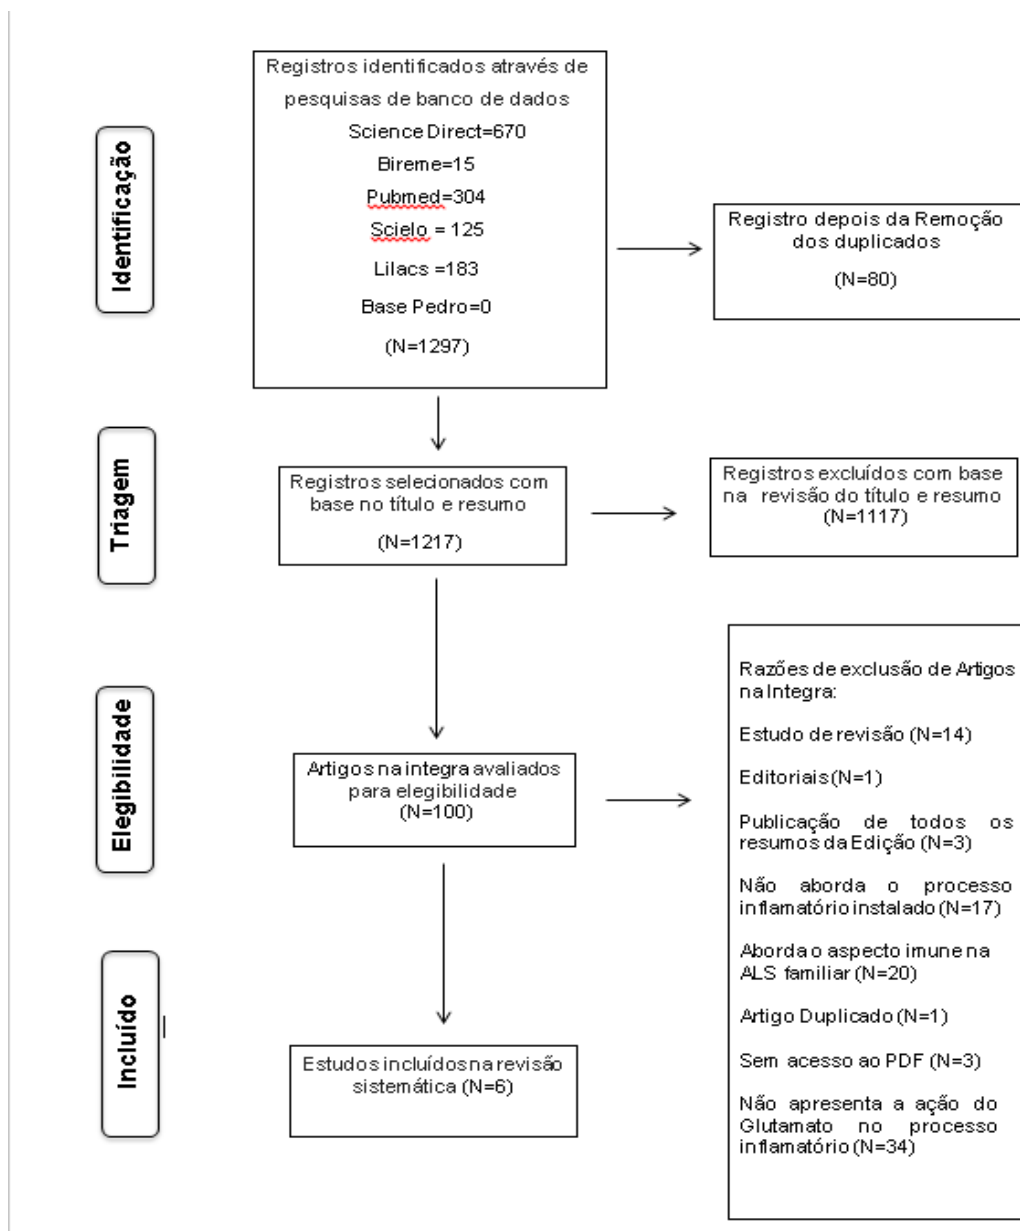 Identificação
Registros identificados através de
pesquisas de banco de dados
Science Direct=670
Bireme=15
Pubmed=304
Scielo = 125
Lilacs =183
Base Pedro=0
(N=1297)
Registro depois da Remoção
dos duplicados
(N=80)
Triagem
Registros selecionados com
base no título e resumo
(N=1217)
Registros excluídos com base
na revisão do título e resumo
(N=1117)
Elegibilidade
Artigos na integra avaliados
para elegibilidade
(N=100)
Razões de exclusão de Artigos
na Integra:
Estudo de revisão (N=14)
Editoriais (N=1)
Publicação de todos os
resumos da Edição (N=3)
Não aborda o processo
inflamatório instalado (N=17)
Aborda o aspecto imune na
ALS familiar (N=20)
Artigo Duplicado (N=1)
Sem acesso ao PDF (N=3)
Não apresenta a ação do
Glutamato no processo
inflamatório (N=34)
Incluído
Estudos incluídos na revisão
sistemática (N=6)